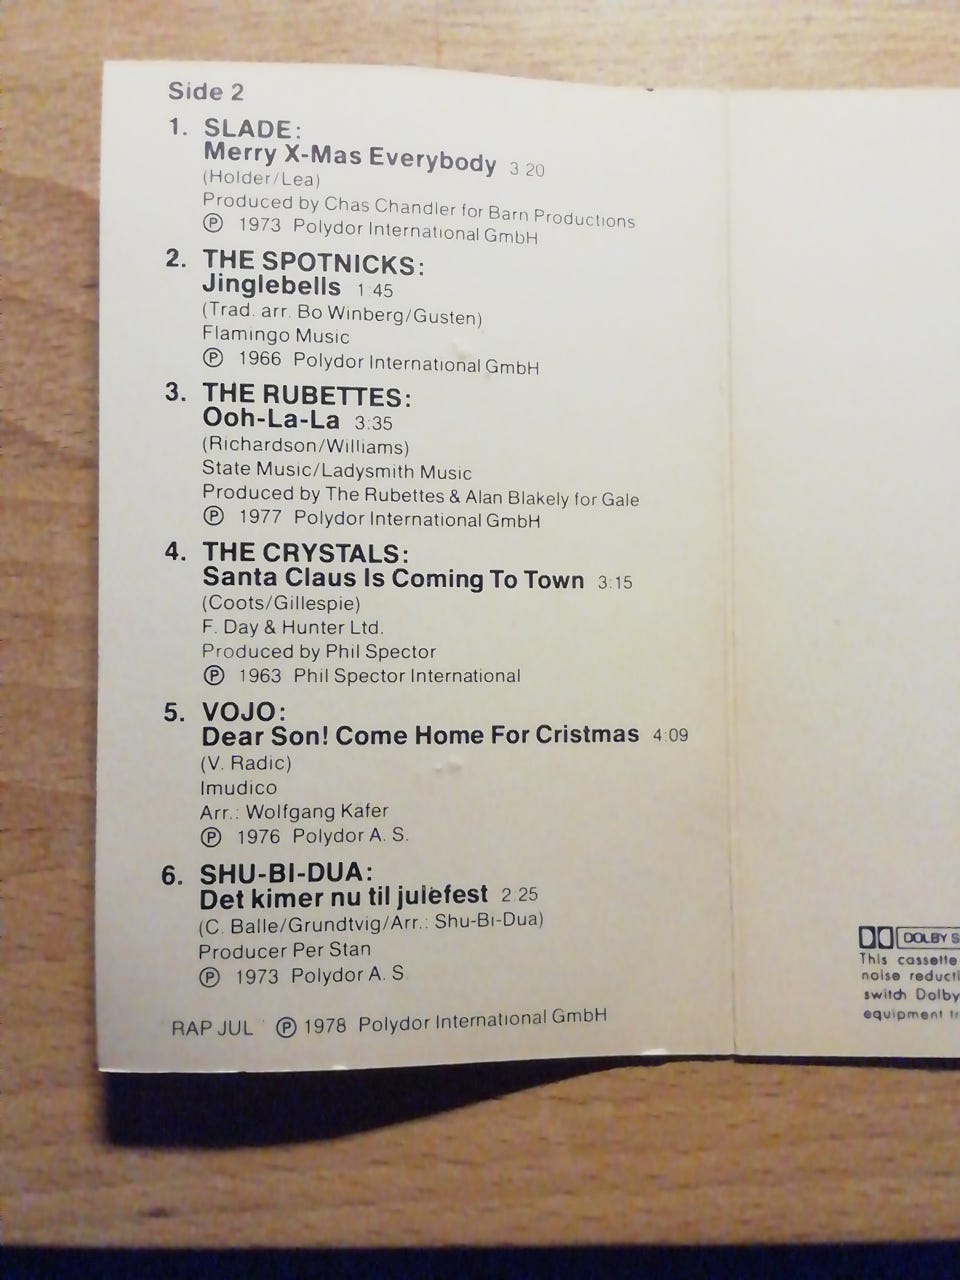 Side 2
1. SLADE:
Merry X-Mas Everybody 3 20
(Holder/Lea)
Produced by Chas Chandler for Barn Productions
Ⓟ 1973 Polydor International GmbH
2. THE SPOTNICKS:
Jinglebells 1 45
(Trad. arr. Bo Winberg/Gusten)
Flamingo Music
Ⓟ 1966 Polydor International GmbH
3. THE RUBETTES:
Ooh-La-La 3:35
(Richardson/Williams)
State Music/Ladysmith Music
Produced by The Rubettes & Alan Blakely for Gale
Ⓟ 1977 Polydor International GmbH
4. THE CRYSTALS:
Santa Claus Is Coming To Town 3:15
(Coots/Gillespie)
F. Day & Hunter Ltd.
Produced by Phil Spector
Ⓟ 1963 Phil Spector International
5. VOJO:
Dear Son! Come Home For Cristmas 4:09
(V. Radic)
Imudico
Arr.: Wolfgang Kafer
Ⓟ 1976 Polydor A. S.
6. SHU-BI-DUA:
Det kimer nu til julefest 2:25
(C. Balle/Grundtvig/Arr.: Shu-Bi-Dua)
Producer Per Stan
Ⓟ 1973 Polydor A. S
"RAP JUL" Ⓟ 1978 Polydor International GmbH
DOLBY S
This cassette
noise reducti
switch Dolby
equipment